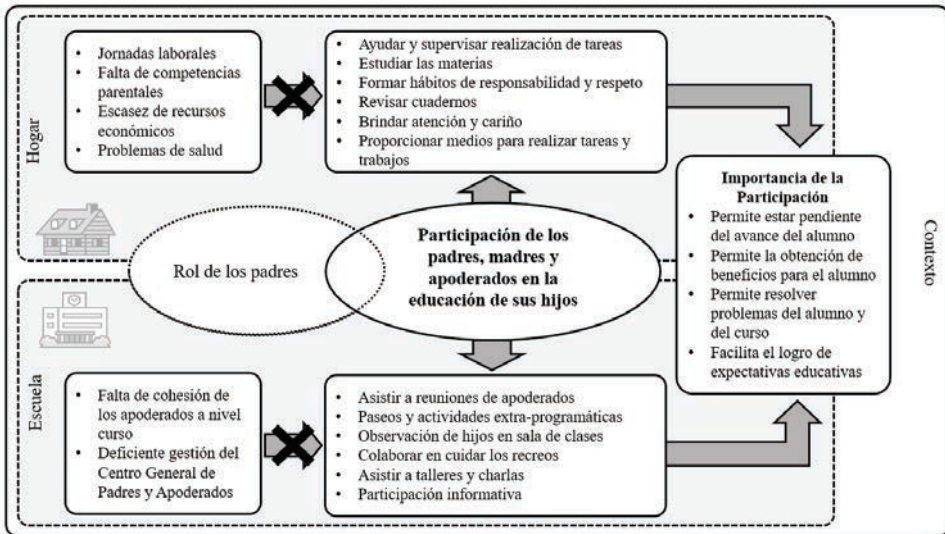 Hogar
• Jornadas laborales
• Falta de competencias
parentales
• Escasez de recursos
económicos
• Problemas de salud
• Ayudar y supervisar realización de tareas
• Estudiar las materias
• Formar hábitos de responsabilidad y respeto
• Revisar cuadernos
• Brindar atención y cariño
• Proporcionar medios para realizar tareas y
trabajos
Rol de los padres
Participación de los
padres, madres y
apoderados en la
educación de sus hijos
Importancia de la
Participación
• Permite estar pendiente
del avance del alumno
• Permite la obtención de
beneficios para el alumno
• Permite resolver
problemas del alumno y
del curso
• Facilita el logro de
expectativas educativas
Contexto
Escuela
• Falta de cohesión de
los apoderados a nivel
curso
• Deficiente gestión del
Centro General de
Padres y Apoderados
• Asistir a reuniones de apoderados
• Paseos y actividades extra-programáticas
• Observación de hijos en sala de clases
• Colaborar en cuidar los recreos
• Asistir a talleres y charlas
• Participación informativa